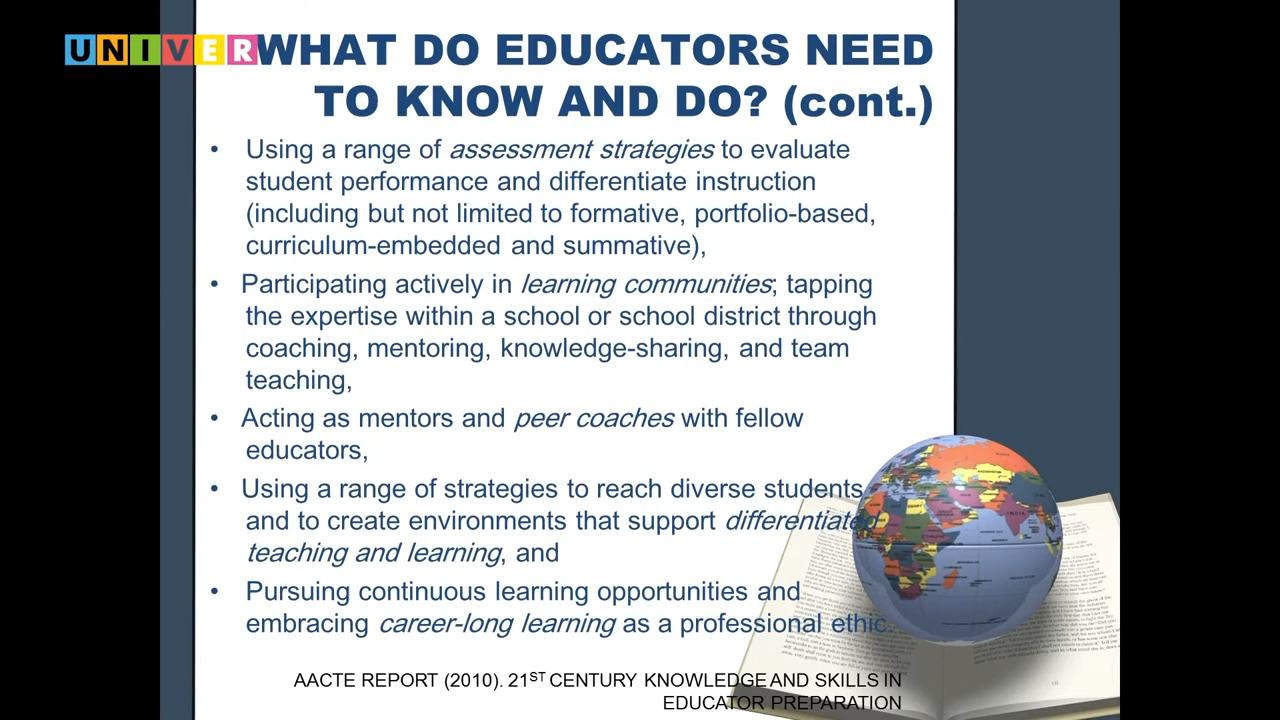 UNIVER
WHAT DO EDUCATORS NEED
TO KNOW AND DO? (cont.)
• Using a range of assessment strategies to evaluate
student performance and differentiate instruction
(including but not limited to formative, portfolio-based,
curriculum-embedded and summative),
• Participating actively in learning communities; tapping
the expertise within a school or school district through
coaching, mentoring, knowledge-sharing, and team
teaching,
• Acting as mentors and peer coaches with fellow
educators,
• Using a range of strategies to reach diverse students
and to create environments that support differentiated
teaching and learning, and
• Pursuing continuous learning opportunities and
embracing career-long learning as a professional ethic.
INDIA
AACTE REPORT (2010). 21ST CENTURY KNOWLEDGE AND SKILLS IN
EDUCATOR PREPARATION